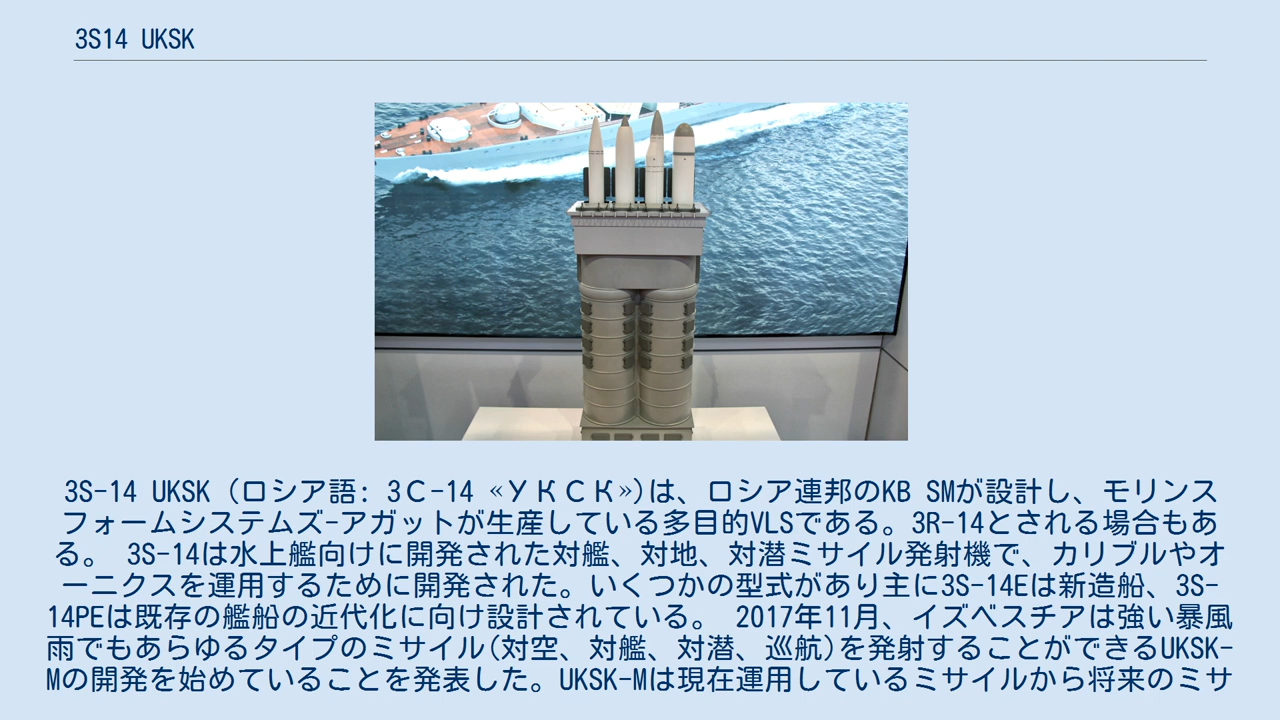 3S14 UKSK
3S-14 UKSK (ロシア語: 3С-14 «УКСК»)は、ロシア連邦のKB SMが設計し、モリンス
フォームシステムズ-アガットが生産している多目的VLSである。3R-14とされる場合もあ
る。 3S-14は水上艦向けに開発された対艦、対地、対潜ミサイル発射機で、カリブルやオ
ーニクスを運用するために開発された。いくつかの型式があり主に3S-14Eは新造船、3S-
14PEは既存の艦船の近代化に向け設計されている。 2017年11月、イズベスチアは強い暴風
雨でもあらゆるタイプのミサイル(対空、対艦、対潜、巡航)を発射することができるUKSK-
Mの開発を始めていることを発表した。UKSK-Mは現在運用しているミサイルから将来のミサ